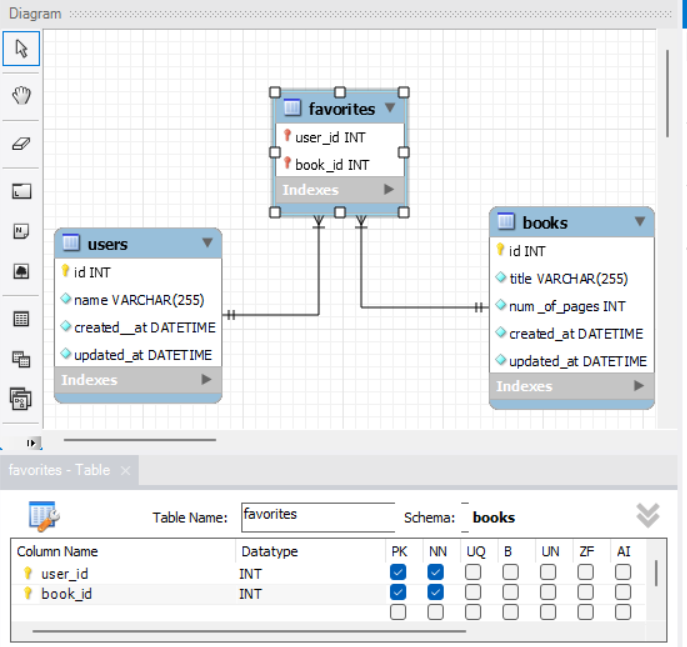 Diagram
favorites
user_id INT
book_id INT
Indexes
users
id INT
name VARCHAR(255)
created__at DATETIME
updated_at DATETIME
Indexes
books
id INT
title VARCHAR(255)
num _of_pages INT
created_at DATETIME
updated_at DATETIME
Indexes
favorites - Table
Table Name: favorites Schema: books
Column Name Datatype PK NN UQ B UN ZF AI
user_id INT
book_id INT